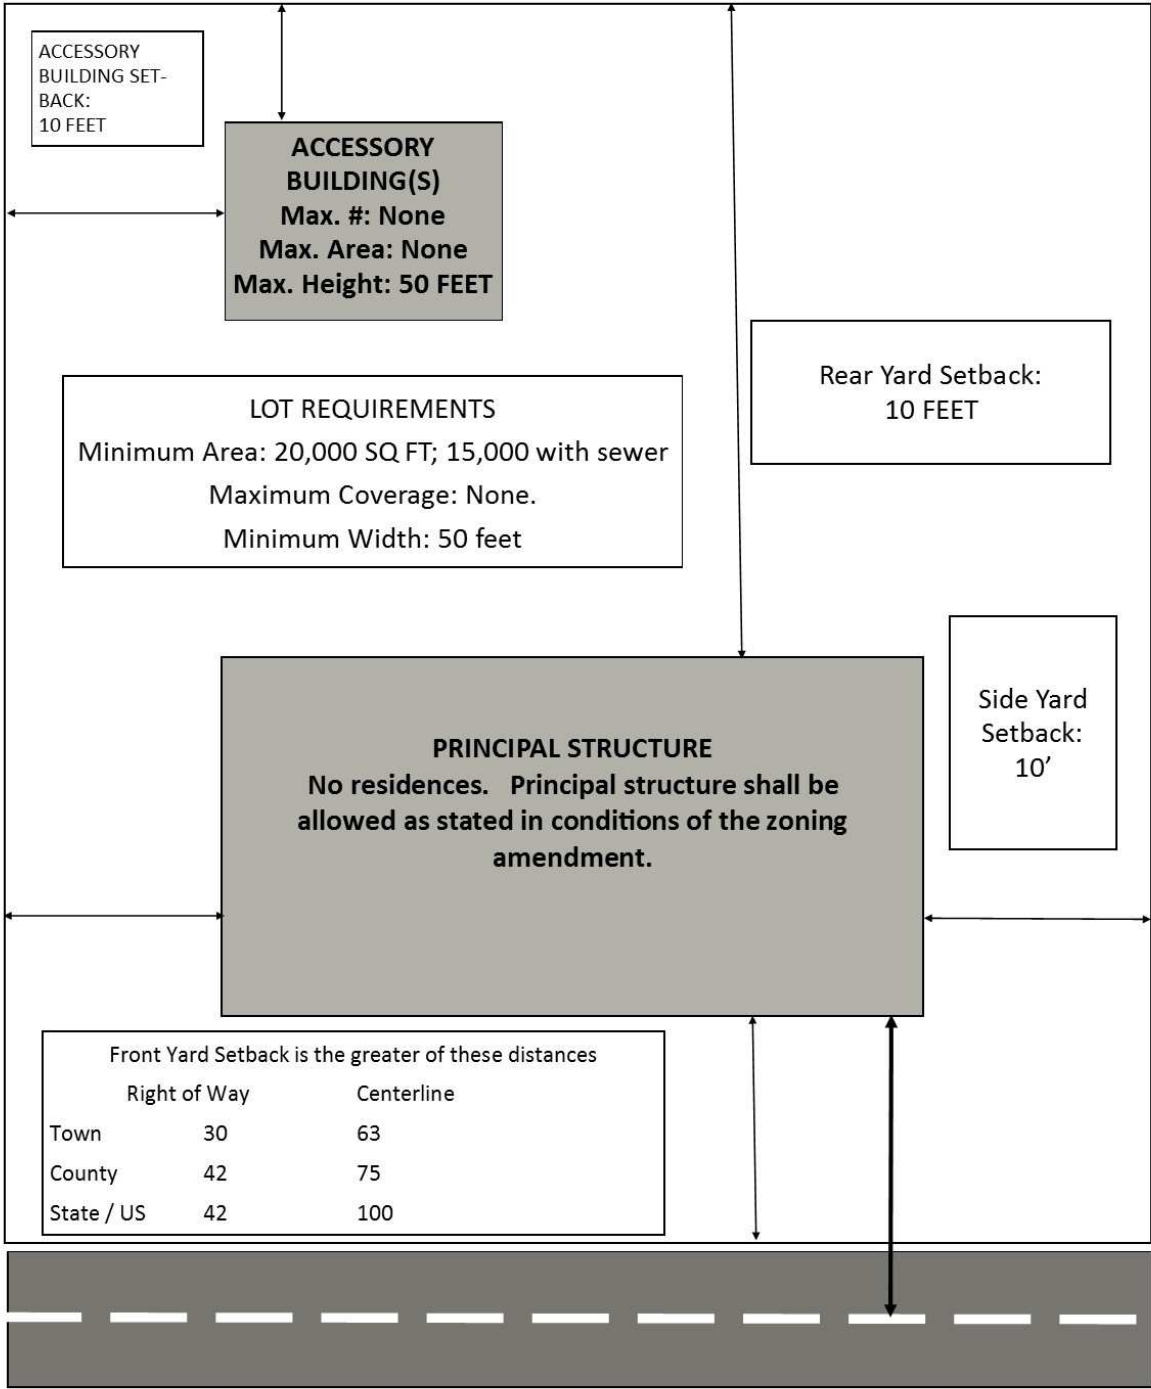 ACCESSORY
BUILDING SET-
BACK:
10 FEET
ACCESSORY
BUILDING(S)
Max. #: None
Max. Area: None
Max. Height: 50 FEET
Rear Yard Setback:
10 FEET
LOT REQUIREMENTS
Minimum Area: 20,000 SQ FT; 15,000 with sewer
Maximum Coverage: None.
Minimum Width: 50 feet
Side Yard
Setback:
10’
PRINCIPAL STRUCTURE
No residences.   Principal structure shall be
allowed as stated in conditions of the zoning
amendment.
Front Yard Setback is the greater of these distances
Right of Way Centerline
Town 30 63
County 42 75
State / US 42 100